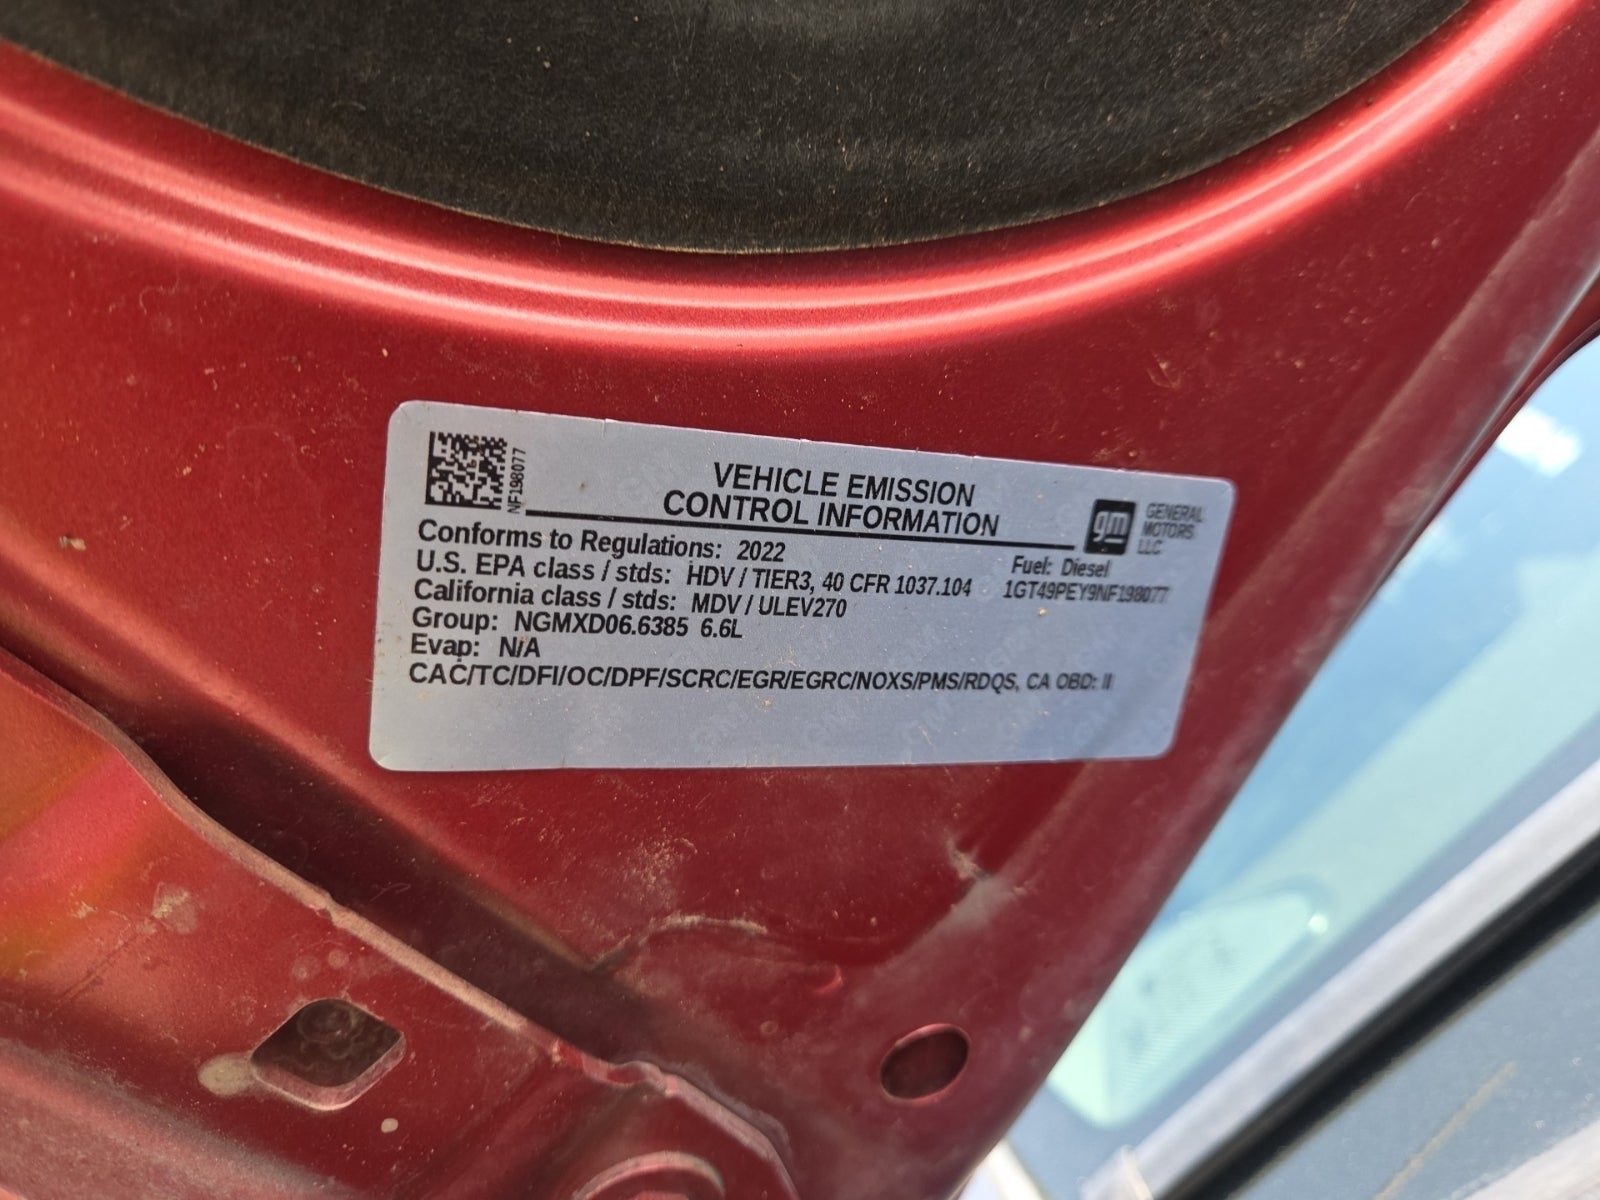 NF198077
VEHICLE EMISSION
CONTROL INFORMATION
gm GENERAL
MOTORS
LLC
Conforms to Regulations: 2022
Fuel: Diesel
U.S. EPA class / stds: HDV / TIER3, 40 CFR 1037.104 1GT49PEY9NF198077
California class / stds: MDV / ULEV270
Group: NGMXD06.6385 6.6L
Evap: N/A
CAC/TC/DFI/OC/DPF/SCRC/EGR/EGRC/NOXS/PMS/RDQS, CA OBD: II